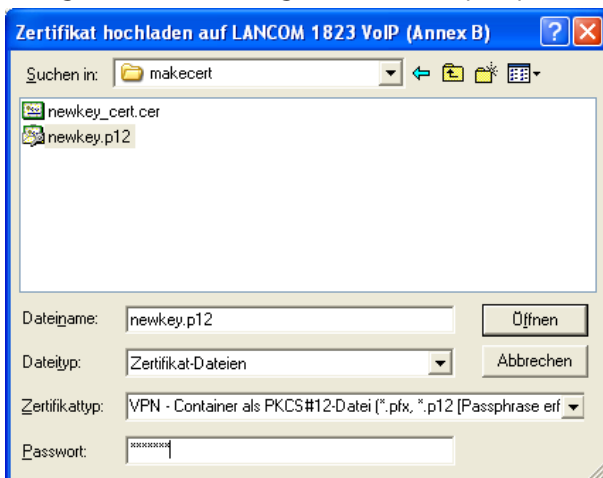 Zertifikat hochladen auf LANCOM 1823 VoIP (Annex B)
Suchen in: makecert
newkey_cert.cer
newkey.p12
Dateiname: newkey.p12 Öffnen
Dateityp: Zertifikat-Dateien Abbrechen
Zertifikattyp: VPN - Container als PKCS#12-Datei (*.pfx, *.p12 [Passphrase erf
Passwort: *******